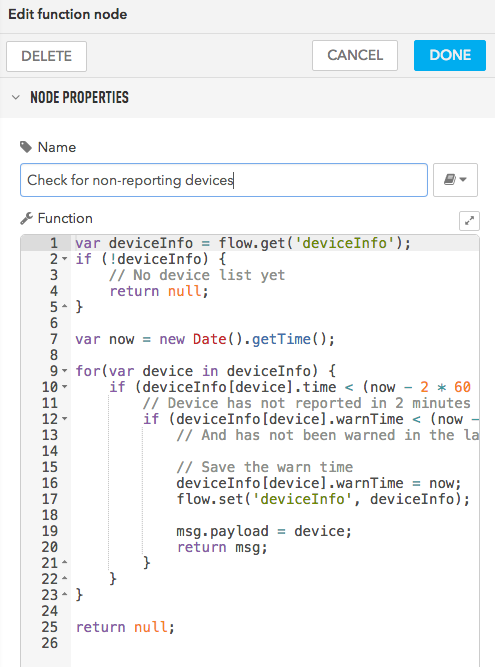 Edit function node
DELETE CANCEL DONE
NODE PROPERTIES
Name
Check for non-reporting devices
Function
1 var deviceInfo = flow.get('deviceInfo');
2 if (!deviceInfo) {
3     // No device list yet
4     return null;
5 }
6
7 var now = new Date().getTime();
8
9 for(var device in deviceInfo) {
10     if (deviceInfo[device].time < (now - 2 * 60
11         // Device has not reported in 2 minutes
12         if (deviceInfo[device].warnTime < (now -
13             // And has not been warned in the la
14
15             // Save the warn time
16             deviceInfo[device].warnTime = now;
17             flow.set('deviceInfo', deviceInfo);
18
19             msg.payload = device;
20             return msg;
21         }
22     }
23 }
24
25 return null;
26